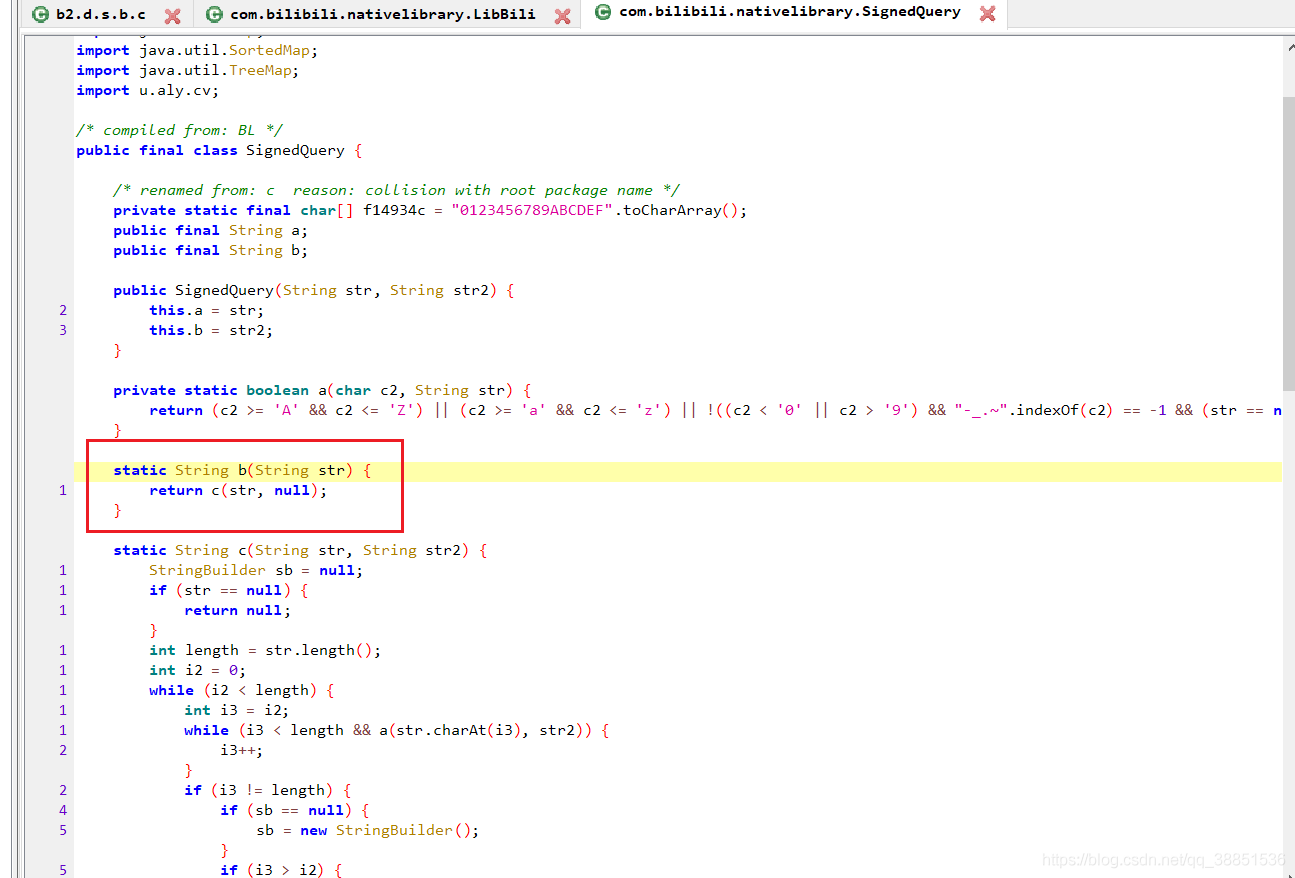 b2.d.s.b.c com.bilibili.nativelibrary.LibBili com.bilibili.nativelibrary.SignedQuery
import java.util.SortedMap;
import java.util.TreeMap;
import u.aly.cv;
/* compiled from: BL */
public final class SignedQuery {
/* renamed from: c  reason: collision with root package name */
private static final char[] f14934c = "0123456789ABCDEF".toCharArray();
public final String a;
public final String b;
public SignedQuery(String str, String str2) {
2 this.a = str;
3 this.b = str2;
}
private static boolean a(char c2, String str) {
return (c2 >= 'A' && c2 <= 'Z') || (c2 >= 'a' && c2 <= 'z') || !((c2 < '0' || c2 > '9') && "-_.~".indexOf(c2) == -1 && (str == n
}
static String b(String str) {
1 return c(str, null);
}
static String c(String str, String str2) {
1 StringBuilder sb = null;
1 if (str == null) {
1 return null;
}
1 int length = str.length();
1 int i2 = 0;
1 while (i2 < length) {
1 int i3 = i2;
1 while (i3 < length && a(str.charAt(i3), str2)) {
2 i3++;
}
2 if (i3 != length) {
4 if (sb == null) {
5 sb = new StringBuilder();
}
5 if (i3 > i2) {
https://blog.csdn.net/qq_38851536